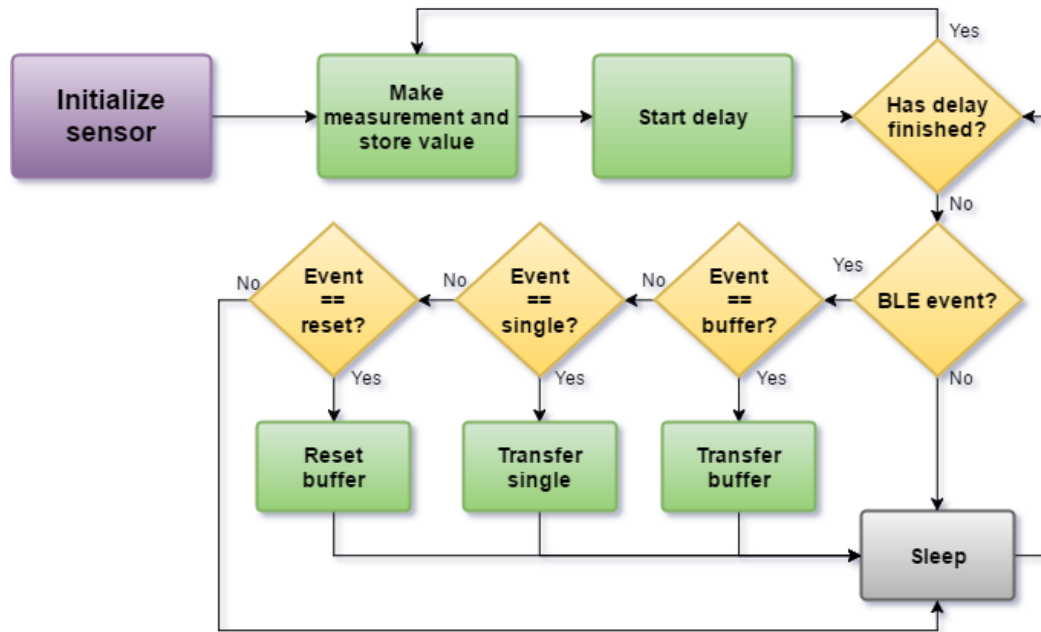 Yes
Initialize
sensor
Make
measurement and
store value
Start delay
Has delay
finished?
No
No
Event
==
reset?
No
Event
==
single?
No
Event
==
buffer?
Yes
BLE event?
Yes
Yes
Yes
No
Reset
buffer
Transfer
single
Transfer
buffer
Sleep